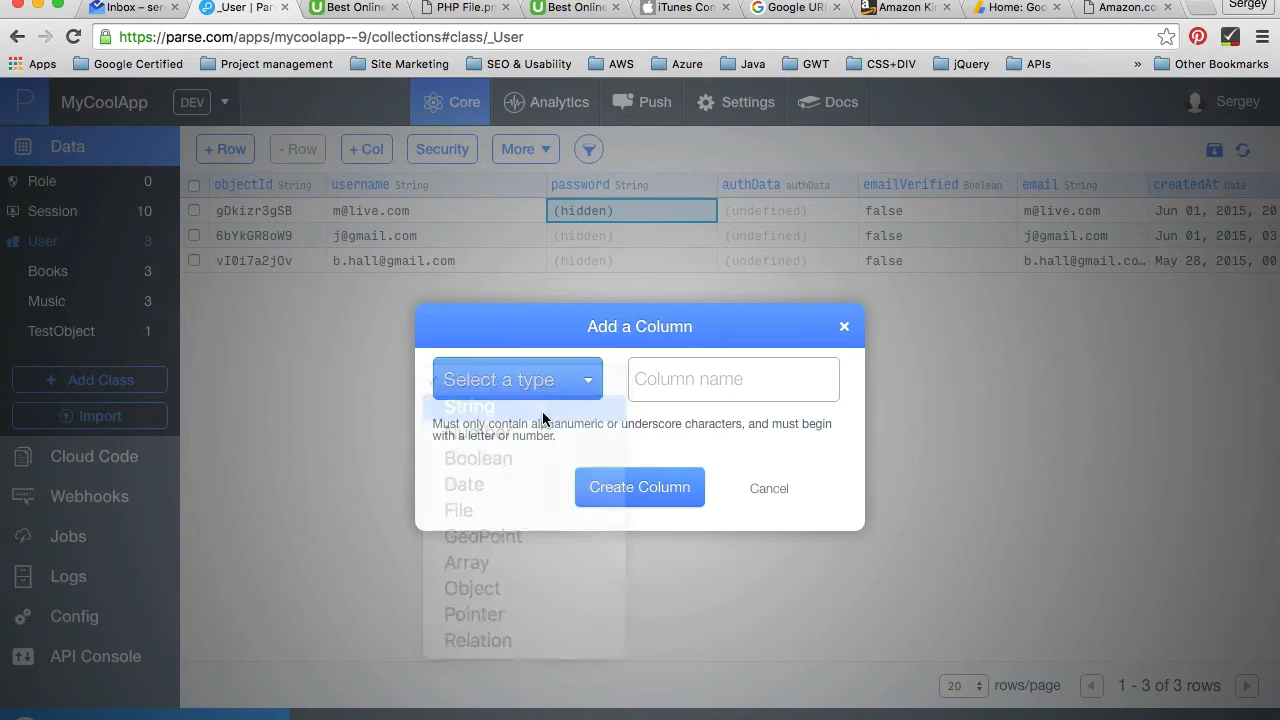 Sergey
Inbox – serg
_User | Pars
Best Online
PHP File.pr
Best Online
iTunes Con
Google URL
Amazon Kin
Home: Goo
Amazon.co
https://parse.com/apps/mycoolapp--9/collections#class/_User
Apps Google Certified Project management Site Marketing SEO & Usability AWS Azure Java GWT CSS+DIV jQuery APIs » Other Bookmarks
MyCoolApp DEV Core Analytics Push Settings Docs Sergey
Data + Row - Row + Col Security More
Role 0
Session 10
User 3
Books 3
Music 3
TestObject 1
+ Add Class
Import
Cloud Code
Webhooks
Jobs
Logs
Config
API Console
objectId String username String password String authData authData emailVerified Boolean email String createdAt Date
gDkizr3gSB m@live.com (hidden) (undefined) false m@live.com Jun 01, 2015, 20
6bYkGR8oW9 j@gmail.com (hidden) (undefined) false j@gmail.com Jun 01, 2015, 03
vI0i7a2jOv b.hall@gmail.com (hidden) (undefined) false b.hall@gmail.co… May 28, 2015, 00
Add a Column ×
Select a type Column name
String
Must only contain alphanumeric or underscore characters, and must begin
with a letter or number.
Boolean
Date
File
GeoPoint
Array
Object
Pointer
Relation
Create Column Cancel
20 rows/page 1 - 3 of 3 rows